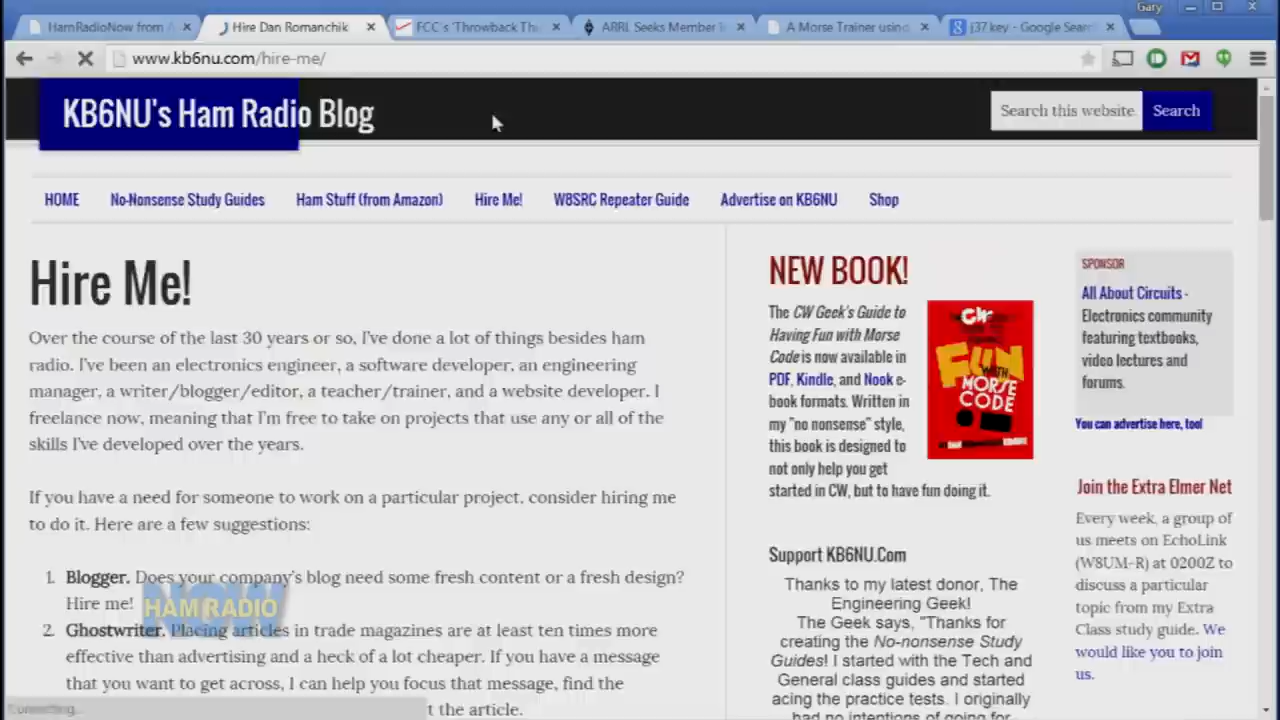 Gary
HamRadioNow from A
Hire Dan Romanchik
FCC's 'Throwback Th
ARRL Seeks Member I
A Morse Trainer using
(37 key - Google Sear
www.kb6nu.com/hire-me/
KB6NU's Ham Radio Blog
Search this website
Search
HOME
No-Nonsense Study Guides
Ham Stuff (from Amazon)
Hire Me!
W8SRC Repeater Guide
Advertise on KB6NU
Shop
Hire Me!
Over the course of the last 30 years or so, I've done a lot of things besides ham
radio. I've been an electronics engineer, a software developer, an engineering
manager, a writer/blogger/editor, a teacher/trainer, and a website developer. I
freelance now, meaning that I'm free to take on projects that use any or all of the
skills I've developed over the years.
If you have a need for someone to work on a particular project, consider hiring me
to do it. Here are a few suggestions:
1. Blogger. Does your company's blog need some fresh content or a fresh design?
Hire me!
2. Ghostwriter. Placing articles in trade magazines are at least ten times more
effective than advertising and a heck of a lot cheaper. If you have a message
that you want to get across, I can help you focus that message, find the
t the article.
NOW
HAM RADIO
Connecting...
NEW BOOK!
The CW Geek's Guide to
Having Fun with Morse
Code is now available in
PDF, Kindle, and Nook e-
book formats. Written in
my "no nonsense" style,
this book is designed to
not only help you get
started in CW, but to have fun doing it.
CW
FUN
WITH
MORSE
CODE
Support KB6NU.Com
Thanks to my latest donor, The
Engineering Geek!
The Geek says, "Thanks for
creating the No-nonsense Study
Guides! I started with the Tech and
General class guides and started
acing the practice tests. I originally
had no intentions of going for
SPONSOR
All About Circuits -
Electronics community
featuring textbooks,
video lectures and
forums.
You can advertise here, too!
Join the Extra Elmer Net
Every week, a group of
us meets on EchoLink
(W8UM-R) at 0200Z to
discuss a particular
topic from my Extra
Class study guide. We
would like you to join
us.